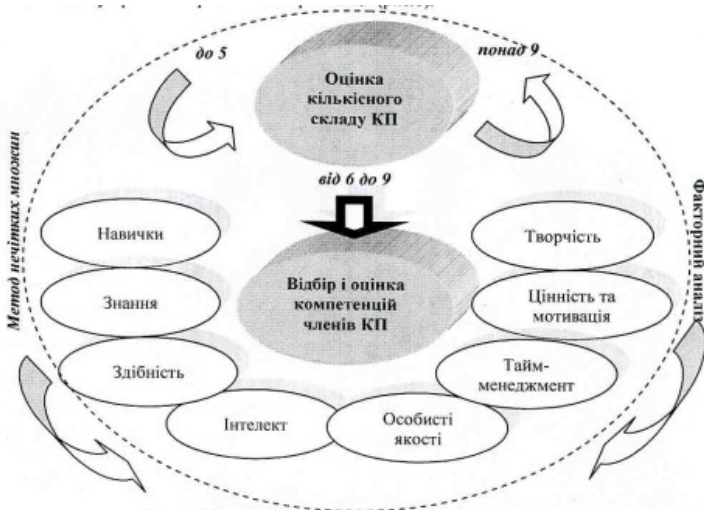 до 5
понад 9
Оцінка
кількісного
складу КП
від 6 до 9
Метод нечітких множин
Факторний аналіз
Навички
Творчість
Відбір і оцінка
компетенцій
членів КП
Знання
Цінність та
мотивація
Здібність
Тайм-
менеджмент
Інтелект
Особисті
якості